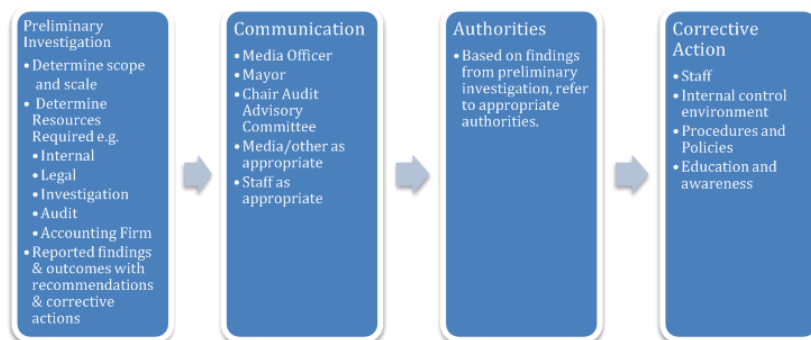 Preliminary
Investigation
•Determine scope
and scale
• Determine
Resources
Required e.g.
•Internal
•Legal
•Investigation
•Audit
•Accounting Firm
•Reported findings
& outcomes with
recommendations
& corrective
actions
Communication
•Media Officer
•Mayor
•Chair Audit
Advisory
Committee
•Media/other as
appropriate
•Staff as
appropriate
Authorities
•Based on findings
from preliminary
investigation, refer
to appropriate
authorities.
Corrective
Action
•Staff
•Internal control
environment
•Procedures and
Policies
•Education and
awareness